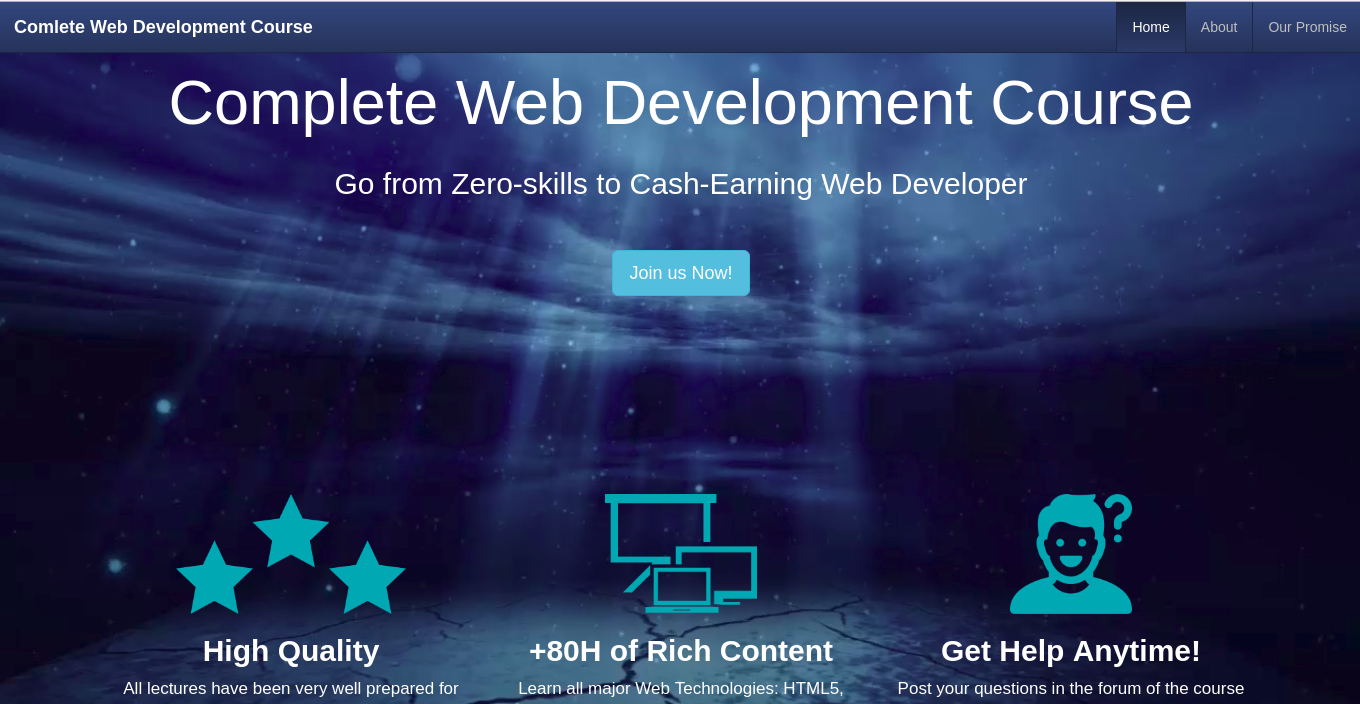 Comlete Web Development Course
Home About Our Promise
Complete Web Development Course
Go from Zero-skills to Cash-Earning Web Developer
Join us Now!
High Quality
All lectures have been very well prepared for
+80H of Rich Content
Learn all major Web Technologies: HTML5,
Get Help Anytime!
Post your questions in the forum of the course